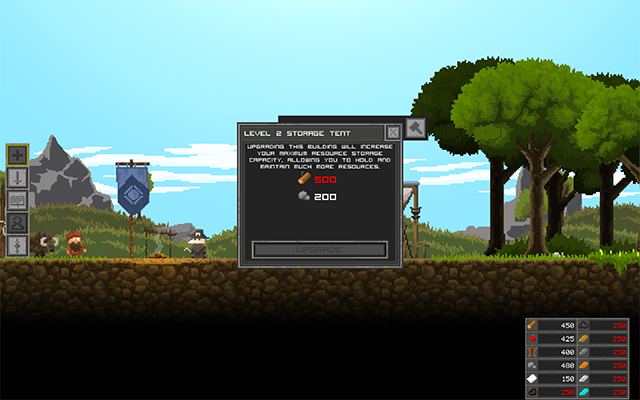 LEVEL 2 STORAGE TENT
UPGRADING THIS BUILDING WILL INCREASE
YOUR MAXIMUM RESOURCE STORAGE
CAPACITY, ALLOWING YOU TO HOLD AND
MAINTAIN MUCH MORE RESOURCES.
500
200
UPGRADE
450 250
425 250
400 250
480 250
150 250
250 250